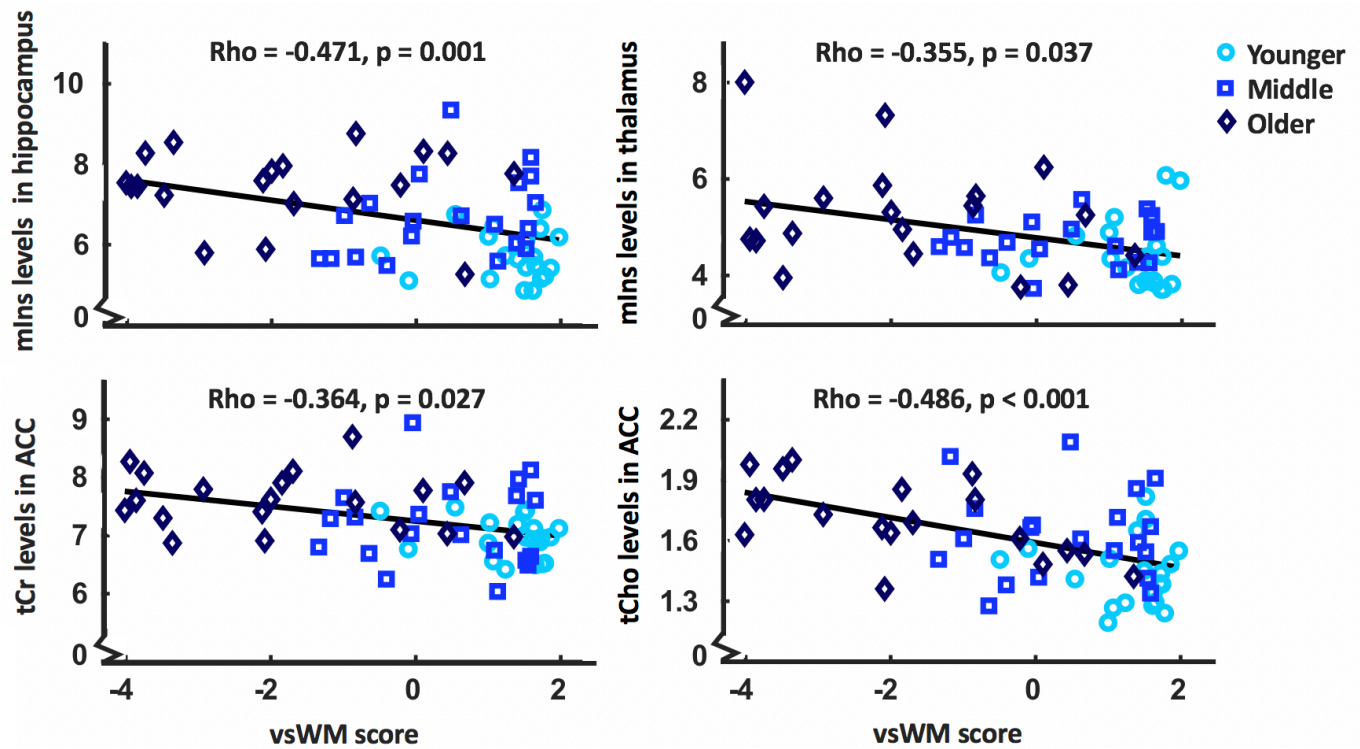 Rho = -0.471, p = 0.001
mIns levels in hippocampus
10
8
6
0
Rho = -0.355, p = 0.037
mIns levels in thalamus
8
6
4
0
Younger
Middle
Older
Rho = -0.364, p = 0.027
tCr levels in ACC
9
8
7
6
0
-4 -2 0 2
vsWM score
Rho = -0.486, p < 0.001
tCho levels in ACC
2.2
1.9
1.6
1.3
0
-4 -2 0 2
vsWM score